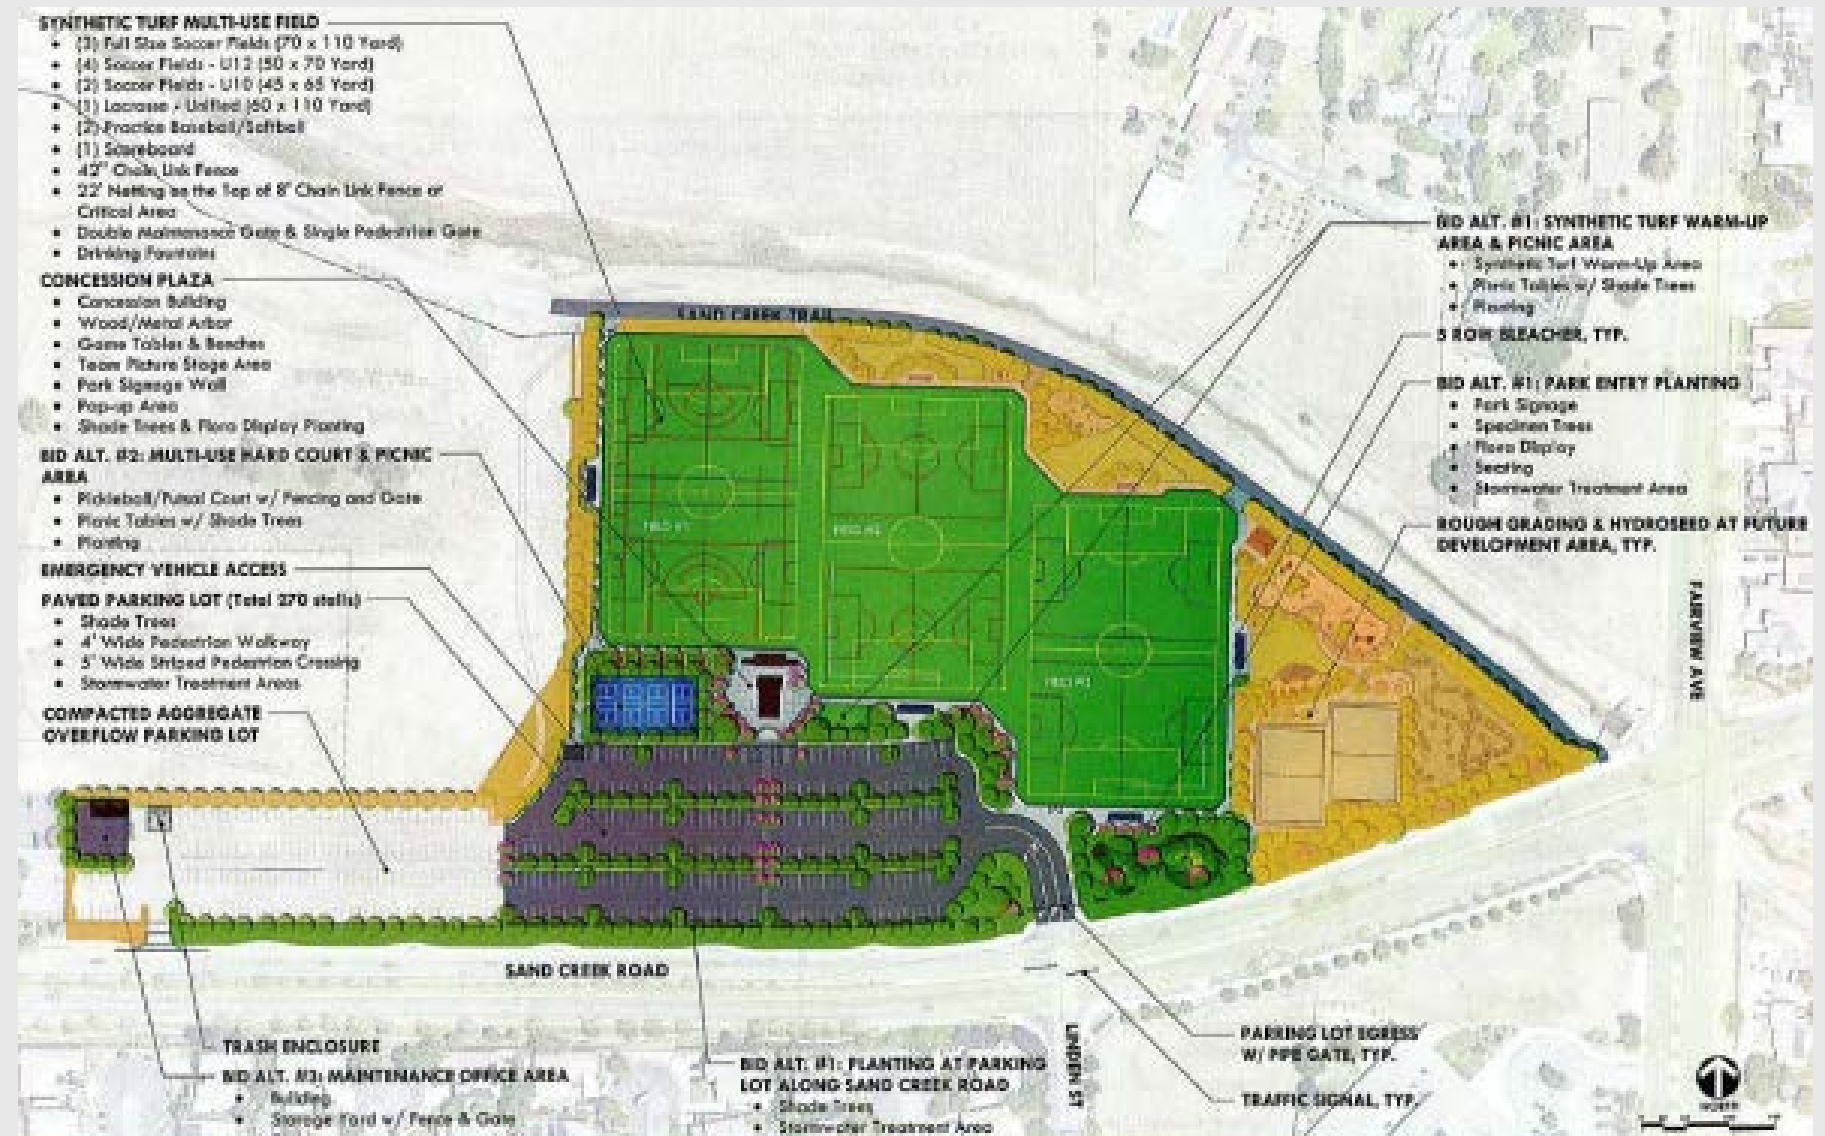 SYNTHETIC TURF MULTI-USE FIELD
• (3) Full Size Soccer Fields (70 x 110 Yard)
• (4) Soccer Fields - U12 (50 x 70 Yard)
• (2) Soccer Fields - U10 (45 x 65 Yard)
• (1) Lacrosse - Unified (60 x 110 Yard)
• (2) Practice Baseball/Softball
• (1) Scoreboard
• 42" Chain Link Fence
• 22' Netting on the Top of 8' Chain Link Fence at
Critical Area
• Double Maintenance Gate & Single Pedestrian Gate
• Drinking Fountains
CONCESSION PLAZA
• Concession Building
• Wood/Metal Arbor
• Game Tables & Benches
• Team Picture Stage Area
• Park Signage Wall
• Pop-up Area
• Shade Trees & Flora Display Planting
BID ALT. #2: MULTI-USE HARD COURT & PICNIC
AREA
• Pickleball/Futsal Court w/ Fencing and Gate
• Picnic Tables w/ Shade Trees
• Planting
EMERGENCY VEHICLE ACCESS
PAVED PARKING LOT (Total 270 stalls)
• Shade Trees
• 4' Wide Pedestrian Walkway
• 5' Wide Striped Pedestrian Crossing
• Stormwater Treatment Areas
COMPACTED AGGREGATE
OVERFLOW PARKING LOT
SAND CREEK TRAIL
FIELD #1
FIELD #2
FIELD #3
BID ALT. #1: SYNTHETIC TURF WARM-UP
AREA & PICNIC AREA
• Synthetic Turf Warm-Up Area
• Picnic Tables w/ Shade Trees
• Planting
5 ROW BLEACHER, TYP.
BID ALT. #1: PARK ENTRY PLANTING
• Park Signage
• Specimen Trees
• Flora Display
• Seating
• Stormwater Treatment Area
ROUGH GRADING & HYDROSEED AT FUTURE
DEVELOPMENT AREA, TYP.
FAIRVIEW AVE
SAND CREEK ROAD
LINDEN ST
TRASH ENCLOSURE
BID ALT. #3: MAINTENANCE OFFICE AREA
• Building
• Storage Yard w/ Fence & Gate
BID ALT. #1: PLANTING AT PARKING
LOT ALONG SAND CREEK ROAD
• Shade Trees
• Stormwater Treatment Area
PARKING LOT EGRESS
W/ PIPE GATE, TYP.
TRAFFIC SIGNAL, TYP.
NORTH